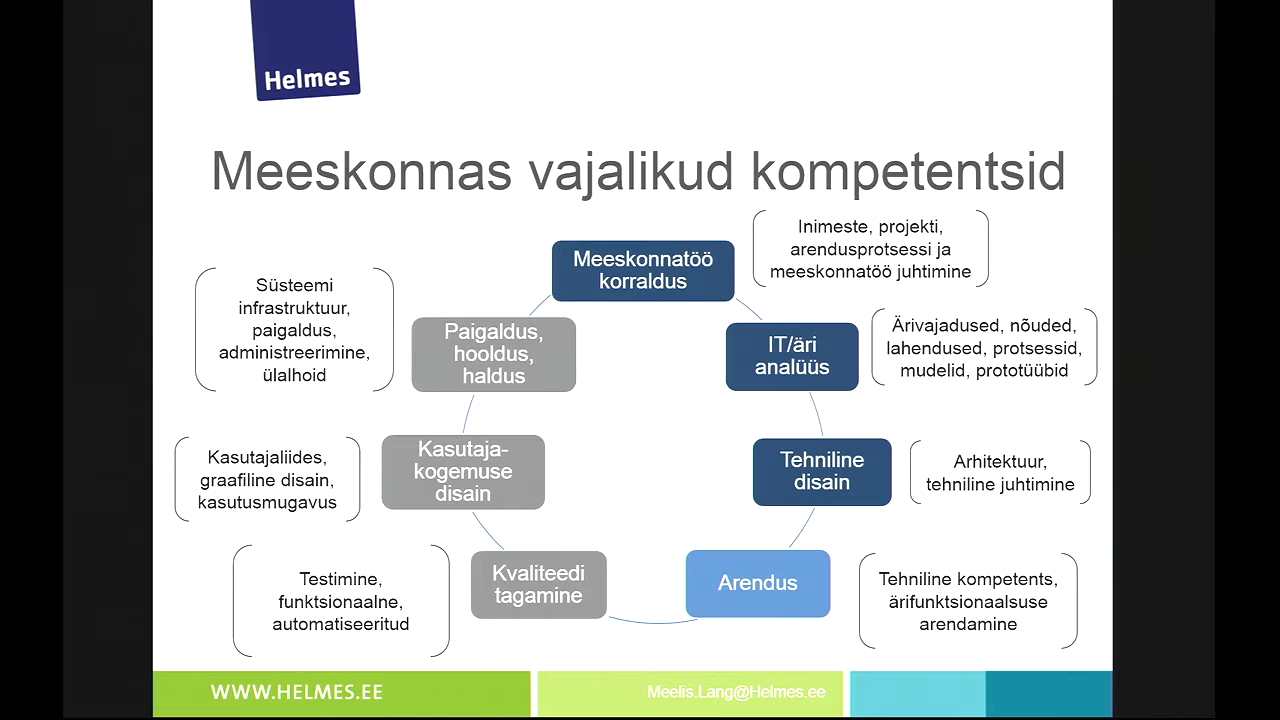 Helmes
Meeskonnas vajalikud kompetentsid
Meeskonnatöö
korraldus
Inimeste, projekti,
arendusprotsessi ja
meeskonnatöö juhtimine
IT/äri
analüüs
Ärivajadused, nõuded,
lahendused, protsessid,
mudelid, prototüübid
Tehniline
disain
Arhitektuur,
tehniline juhtimine
Arendus
Tehniline kompetents,
ärifunktsionaalsuse
arendamine
Kvaliteedi
tagamine
Testimine,
funktsionaalne,
automatiseeritud
Kasutaja-
kogemuse
disain
Kasutajaliides,
graafiline disain,
kasutusmugavus
Paigaldus,
hooldus,
haldus
Süsteemi
infrastruktuur,
paigaldus,
administreerimine,
ülalhoid
WWW.HELMES.EE
Meelis.Lang@Helmes.ee